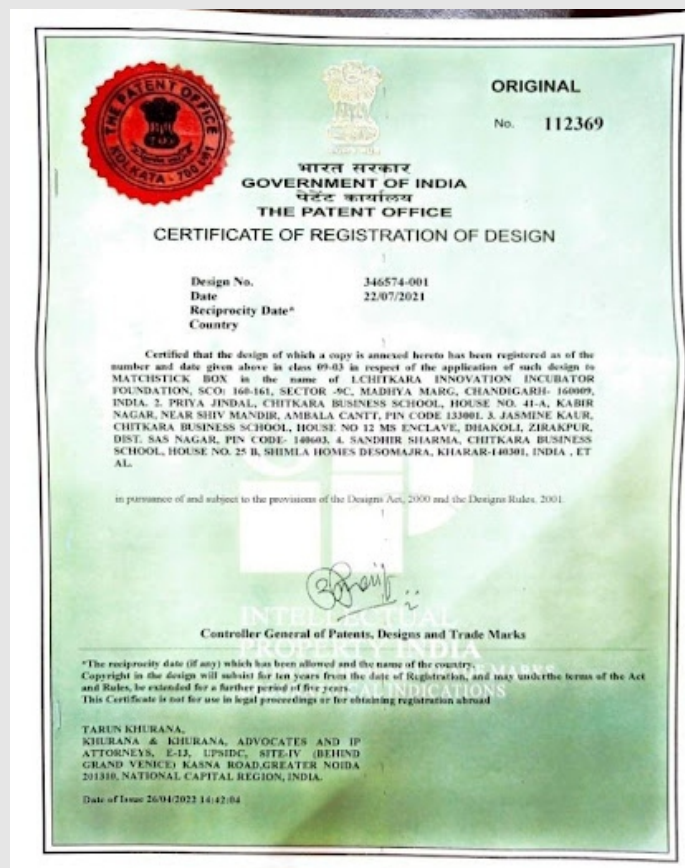 THE PATENT OFFICE
KOLKATA - 700 091
ORIGINAL
No. 112369
भारत सरकार
GOVERNMENT OF INDIA
पेटेंट कार्यालय
THE PATENT OFFICE
CERTIFICATE OF REGISTRATION OF DESIGN
Design No. 346574-001
Date 22/07/2021
Reciprocity Date*
Country
Certified that the design of which a copy is annexed hereto has been registered as of the
number and date given above in class 09-03 in respect of the application of such design to
MATCHSTICK BOX in the name of 1.CHITKARA INNOVATION INCUBATOR
FOUNDATION, SCO: 160-161, SECTOR -9C, MADHYA MARG, CHANDIGARH- 160009,
INDIA. 2. PRIYA JINDAL, CHITKARA BUSINESS SCHOOL, HOUSE NO. 41-A, KABIR
NAGAR, NEAR SHIV MANDIR, AMBALA CANTT, PIN CODE 133001. 3. JASMINE KAUR,
CHITKARA BUSINESS SCHOOL, HOUSE NO 12 MS ENCLAVE, DHAKOLI, ZIRAKPUR,
DIST. SAS NAGAR, PIN CODE- 140603. 4. SANDHIR SHARMA, CHITKARA BUSINESS
SCHOOL, HOUSE NO. 25 B, SHIMLA HOMES DESOMAJRA, KHARAR-140301, INDIA , ET
AL.
in pursuance of and subject to the provisions of the Designs Act, 2000 and the Designs Rules, 2001.
INTELLECTUAL
Controller General of Patents, Designs and Trade Marks
PROPERTY INDIA
*The reciprocity date (if any) which has been allowed and the name of the country.
MARKS
Copyright in the design will subsist for ten years from the date of Registration, and may underthe terms of the Act
and Rules, be extended for a further period of five years.
INDICATIONS
This Certificate is not for use in legal proceedings or for obtaining registration abroad
TARUN KHURANA,
KHURANA & KHURANA, ADVOCATES AND IP
ATTORNEYS, E-13, UPSIDC, SITE-IV (BEHIND
GRAND VENICE) KASNA ROAD,GREATER NOIDA
201310, NATIONAL CAPITAL REGION, INDIA.
Date of Issue 26/04/2022 14:42:04